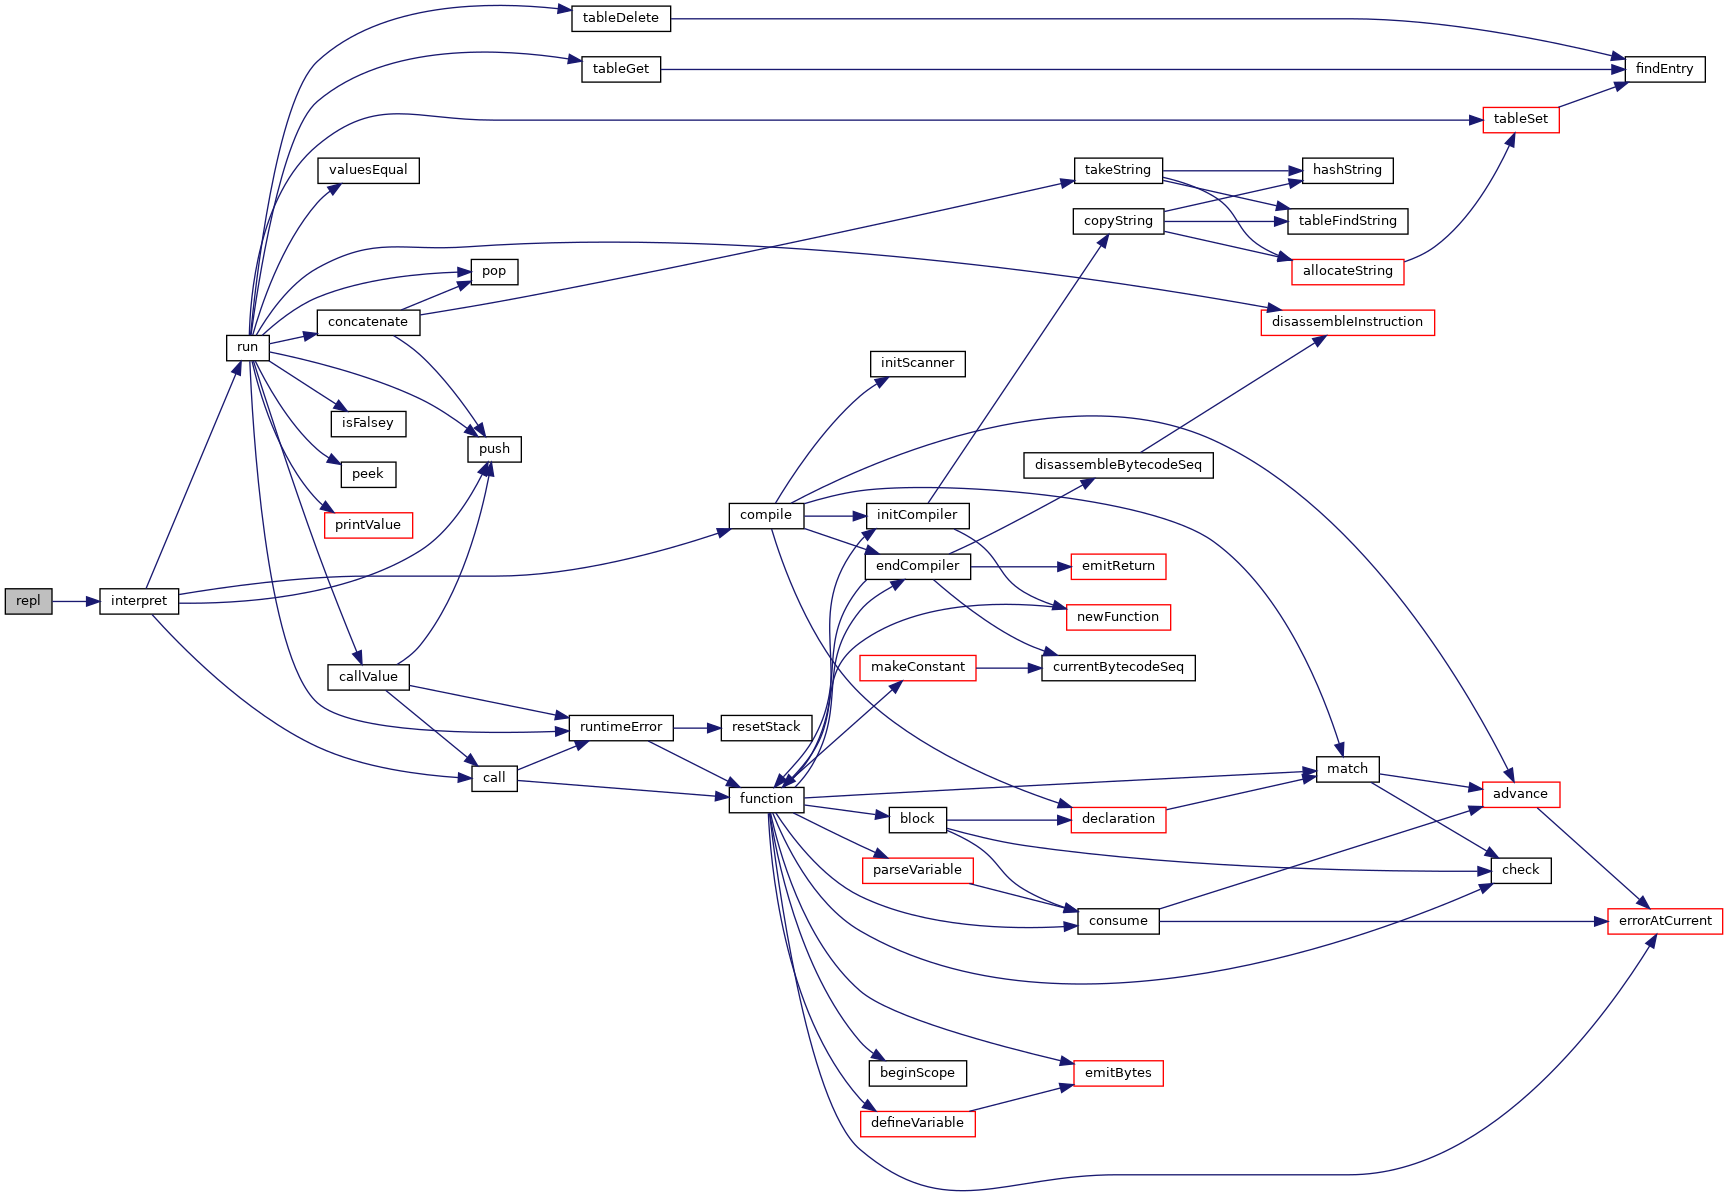 tableDelete
tableGet
findEntry
tableSet
valuesEqual
takeString
hashString
copyString
tableFindString
pop
allocateString
concatenate
disassembleInstruction
run
initScanner
isFalsey
push
disassembleBytecodeSeq
peek
compile
initCompiler
printValue
endCompiler
emitReturn
repl
interpret
newFunction
makeConstant
currentBytecodeSeq
callValue
runtimeError
resetStack
match
call
function
advance
block
declaration
parseVariable
check
consume
errorAtCurrent
beginScope
emitBytes
defineVariable